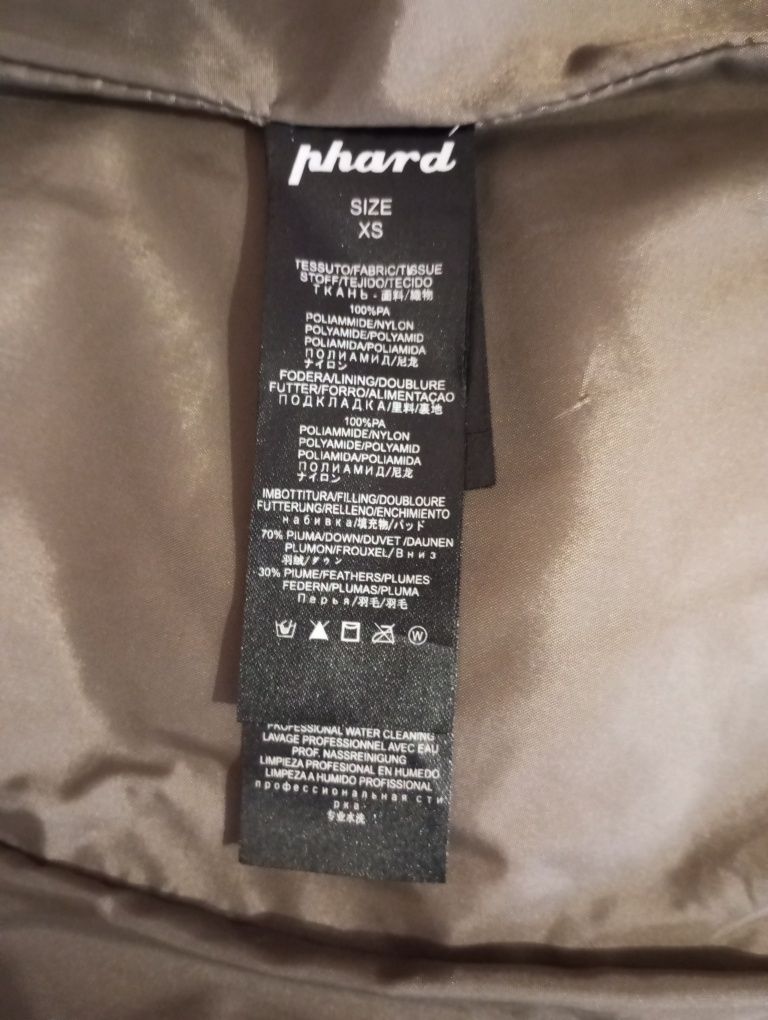 phard
SIZE
XS
TESSUTO/FABRIC/TISSUE
STOFF/TEJIDO/TECIDO
ТКАНЬ - 面料/織物
100%PA
POLIAMMIDE/NYLON
POLYAMIDE/POLYAMID
POLIAMIDA/POLIAMIDA
ПОЛИАМИД/尼龙
ナイロン
FODERA/LINING/DOUBLURE
FUTTER/FORRO/ALIMENTAÇAO
ПОДКЛАДКА/里料/裏地
100%PA
POLIAMMIDE/NYLON
POLYAMIDE/POLYAMID
POLIAMIDA/POLIAMIDA
ПОЛИАМИД/尼龙
ナイロン
IMBOTTITURA/FILLING/DOUBLOURE
FUTTERUNG/RELLENO/ENCHIMIENTO
набивка/填充物/パッド
70% PIUMA/DOWN/DUVET /DAUNEN
PLUMON/FROUXEL/Вниз
羽绒/ダウン
30% PIUME/FEATHERS/PLUMES
FEDERN/PLUMAS/PLUMA
Перья/羽毛/羽毛
W
PROFESSIONAL WATER CLEANING
LAVAGE PROFESSIONNEL AVEC EAU
PROF. NASSREINIGUNG
LIMPIEZA PROFESIONAL EN HUMEDO
LIMPEZA A HUMIDO PROFISSIONAL
профессиональная сти
рка
专业水洗